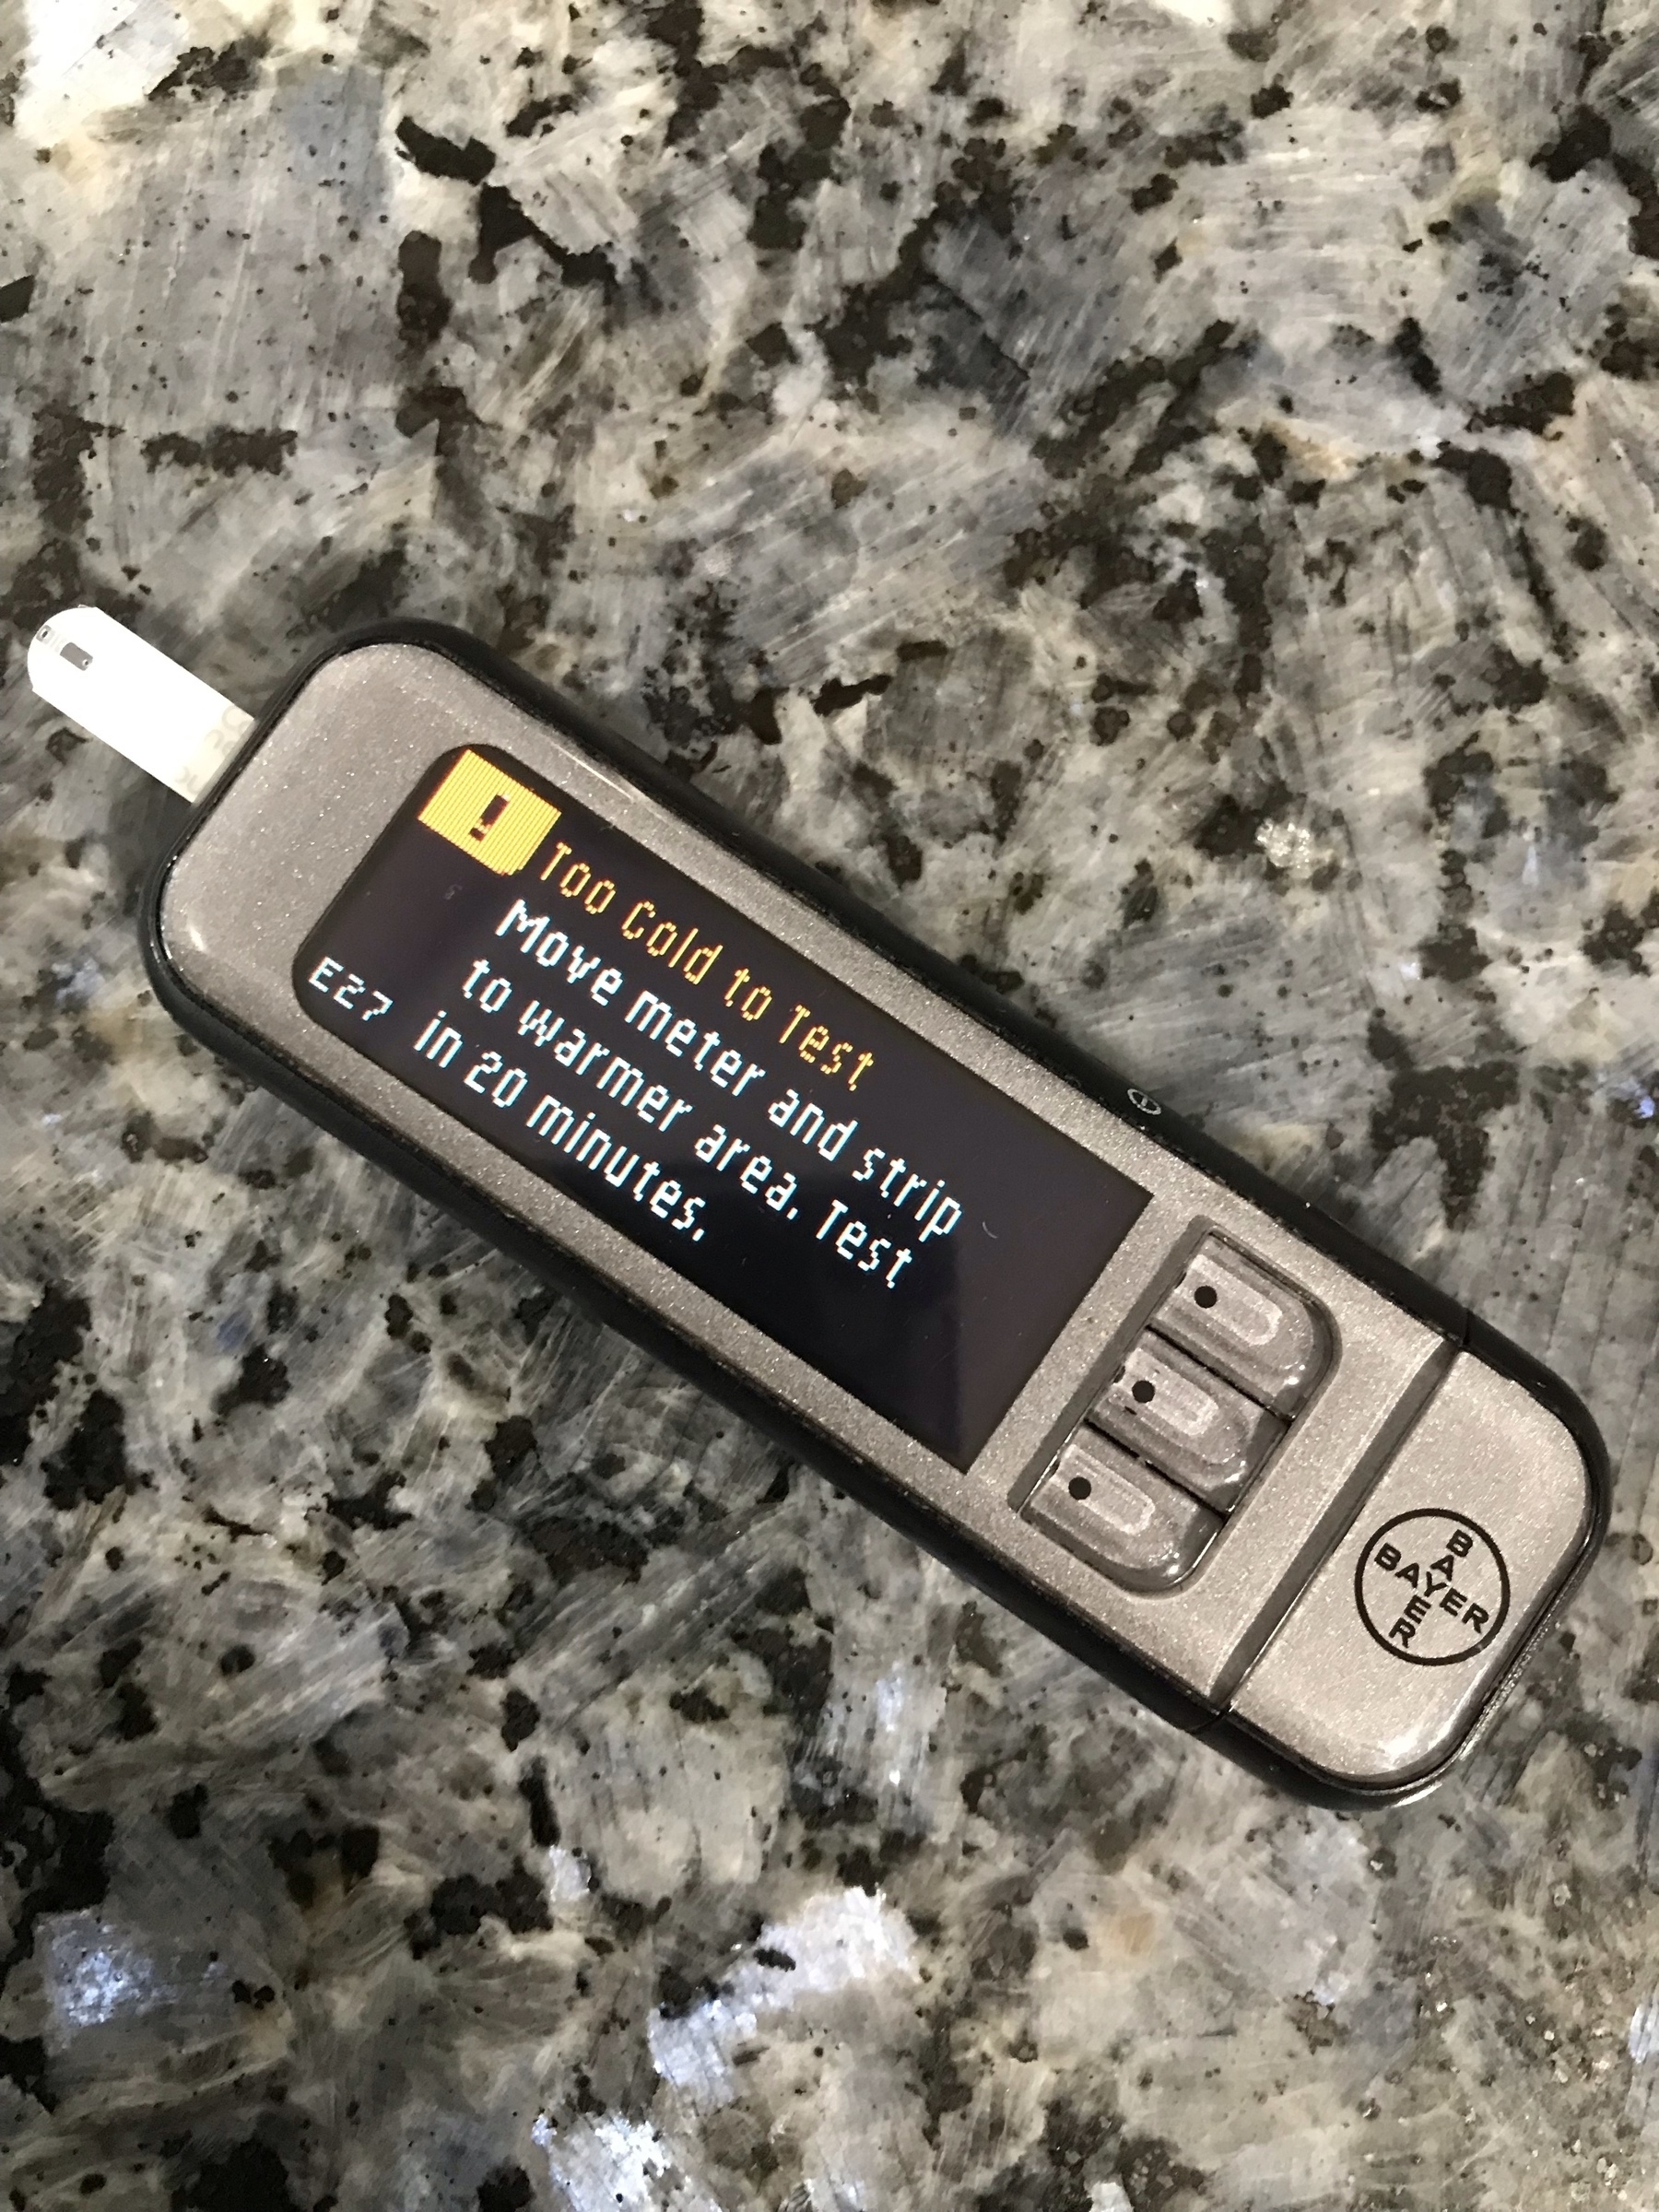 ! Too Cold to Test
Move meter and strip
to warmer area. Test
in 20 minutes.
E27
BAYER
BAYER